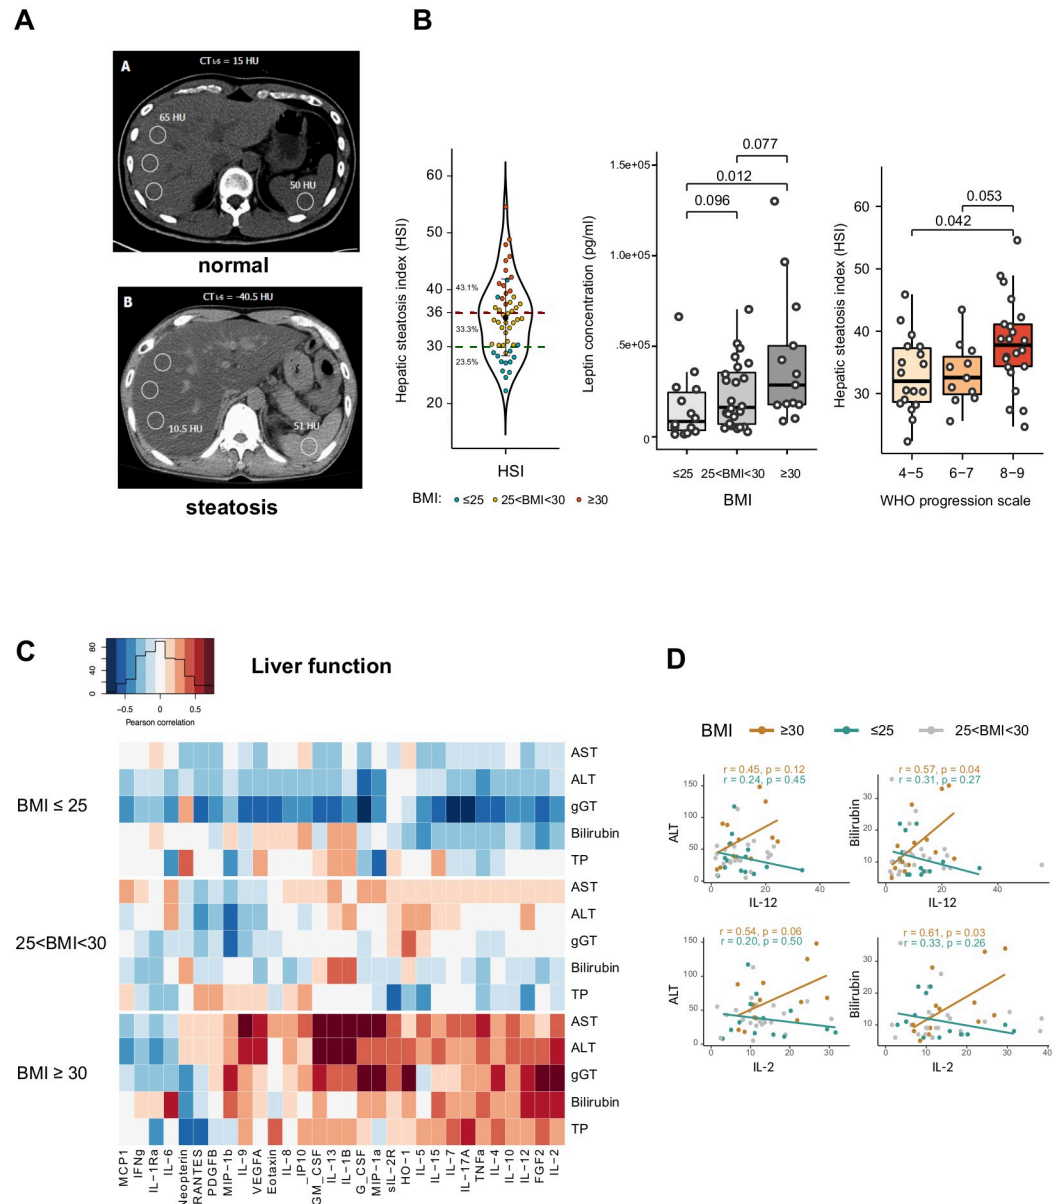 A
B
A
CT L-S = 15 HU
65 HU
50 HU
normal
B
CT L-S = -40.5 HU
10.5 HU
51 HU
steatosis
Hepatic steatosis index (HSI)
60
50
40
36
30
20
43.1%
33.3%
23.5%
HSI
BMI: ≤25 25<BMI<30 ≥30
Leptin concentration (pg/ml)
1.5e+05
1.0e+05
.5e+05
0
0.077
0.012
0.096
≤25 25<BMI<30 ≥30
BMI
Hepatic steatosis index (HSI)
60
50
40
30
0.053
0.042
4−5 6−7 8−9
WHO progression scale
C
80
40
0
−0.5 0 0.5
Pearson correlation
Liver function
BMI ≤ 25
AST
ALT
gGT
Bilirubin
TP
25<BMI<30
AST
ALT
gGT
Bilirubin
TP
BMI ≥ 30
AST
ALT
gGT
Bilirubin
TP
MCP1
IFNg
IL-1Ra
IL-6
Neopterin
RANTES
PDGFB
MIP-1b
IL-9
VEGFA
Eotaxin
IL-8
IP10
GM_CSF
IL-13
IL-1B
G_CSF
MIP-1a
sIL-2R
HO-1
IL-5
IL-15
IL-7
IL-17A
TNFa
IL-4
IL-10
IL-12
FGF2
IL-2
D
BMI ≥30 ≤25 25<BMI<30
r = 0.45, p = 0.12
r = 0.24, p = 0.45
ALT
150
100
50
0
0 20 40
IL-12
r = 0.57, p = 0.04
r = 0.31, p = 0.27
Bilirubin
30
20
10
0 20 40
IL-12
r = 0.54, p = 0.06
r = 0.20, p = 0.50
ALT
150
100
50
0
0 10 20 30
IL-2
r = 0.61, p = 0.03
r = 0.33, p = 0.26
Bilirubin
30
20
10
0 10 20 30 40
IL-2